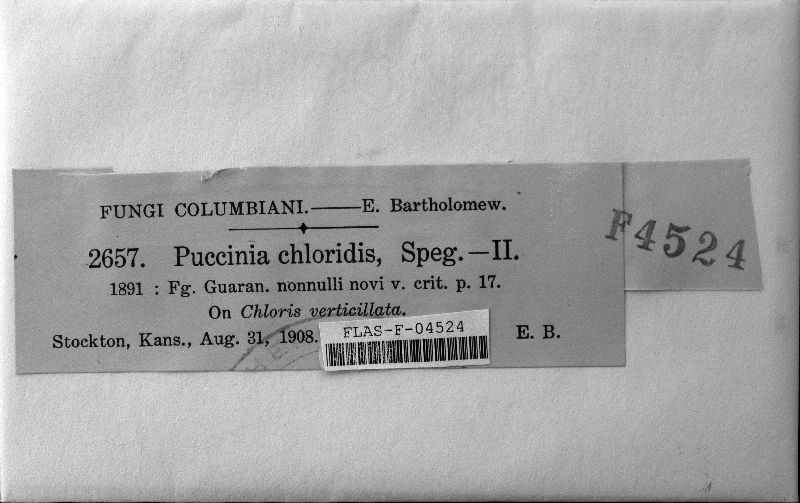 FUNGI COLUMBIANI.——E. Bartholomew.
2657. Puccinia chloridis, Speg.—II.
1891 : Fg. Guaran. nonnulli novi v. crit. p. 17.
On Chloris verticillata.
Stockton, Kans., Aug. 31, 1908.
E. B.
FLAS-F-04524
F4524